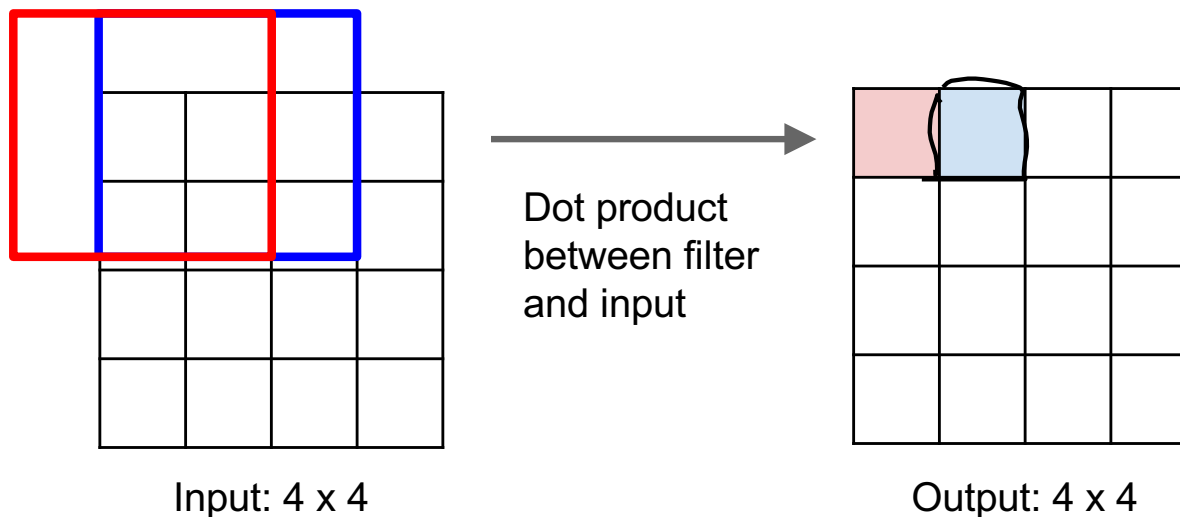 Dot product
between filter
and input
Input: 4 x 4
Output: 4 x 4